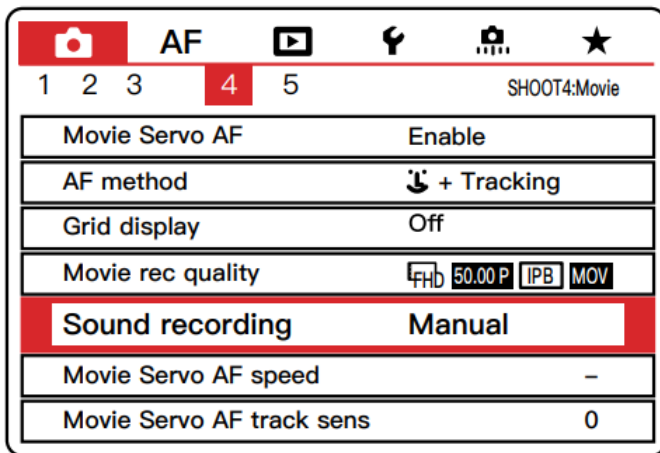 AF
1 2 3 4 5 SHOOT4:Movie
Movie Servo AF Enable
AF method + Tracking
Grid display Off
Movie rec quality FHD 50.00 P IPB MOV
Sound recording Manual
Movie Servo AF speed –
Movie Servo AF track sens 0